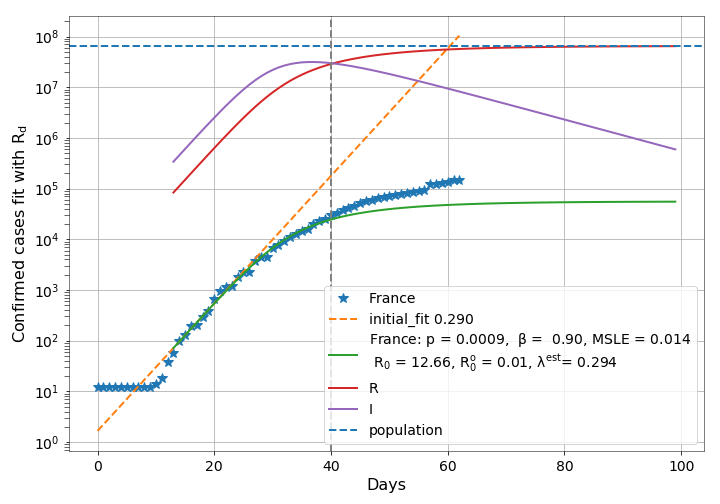 10⁸
10⁷
10⁶
10⁵
10⁴
10³
10²
10¹
10⁰
Confirmed cases fit with R_d
France
initial_fit 0.290
France: p = 0.0009,  β =  0.90, MSLE = 0.014
R₀ = 12.66, R₀ᵒ = 0.01, λᵉˢᵗ= 0.294
R
I
population
0 20 40 60 80 100
Days